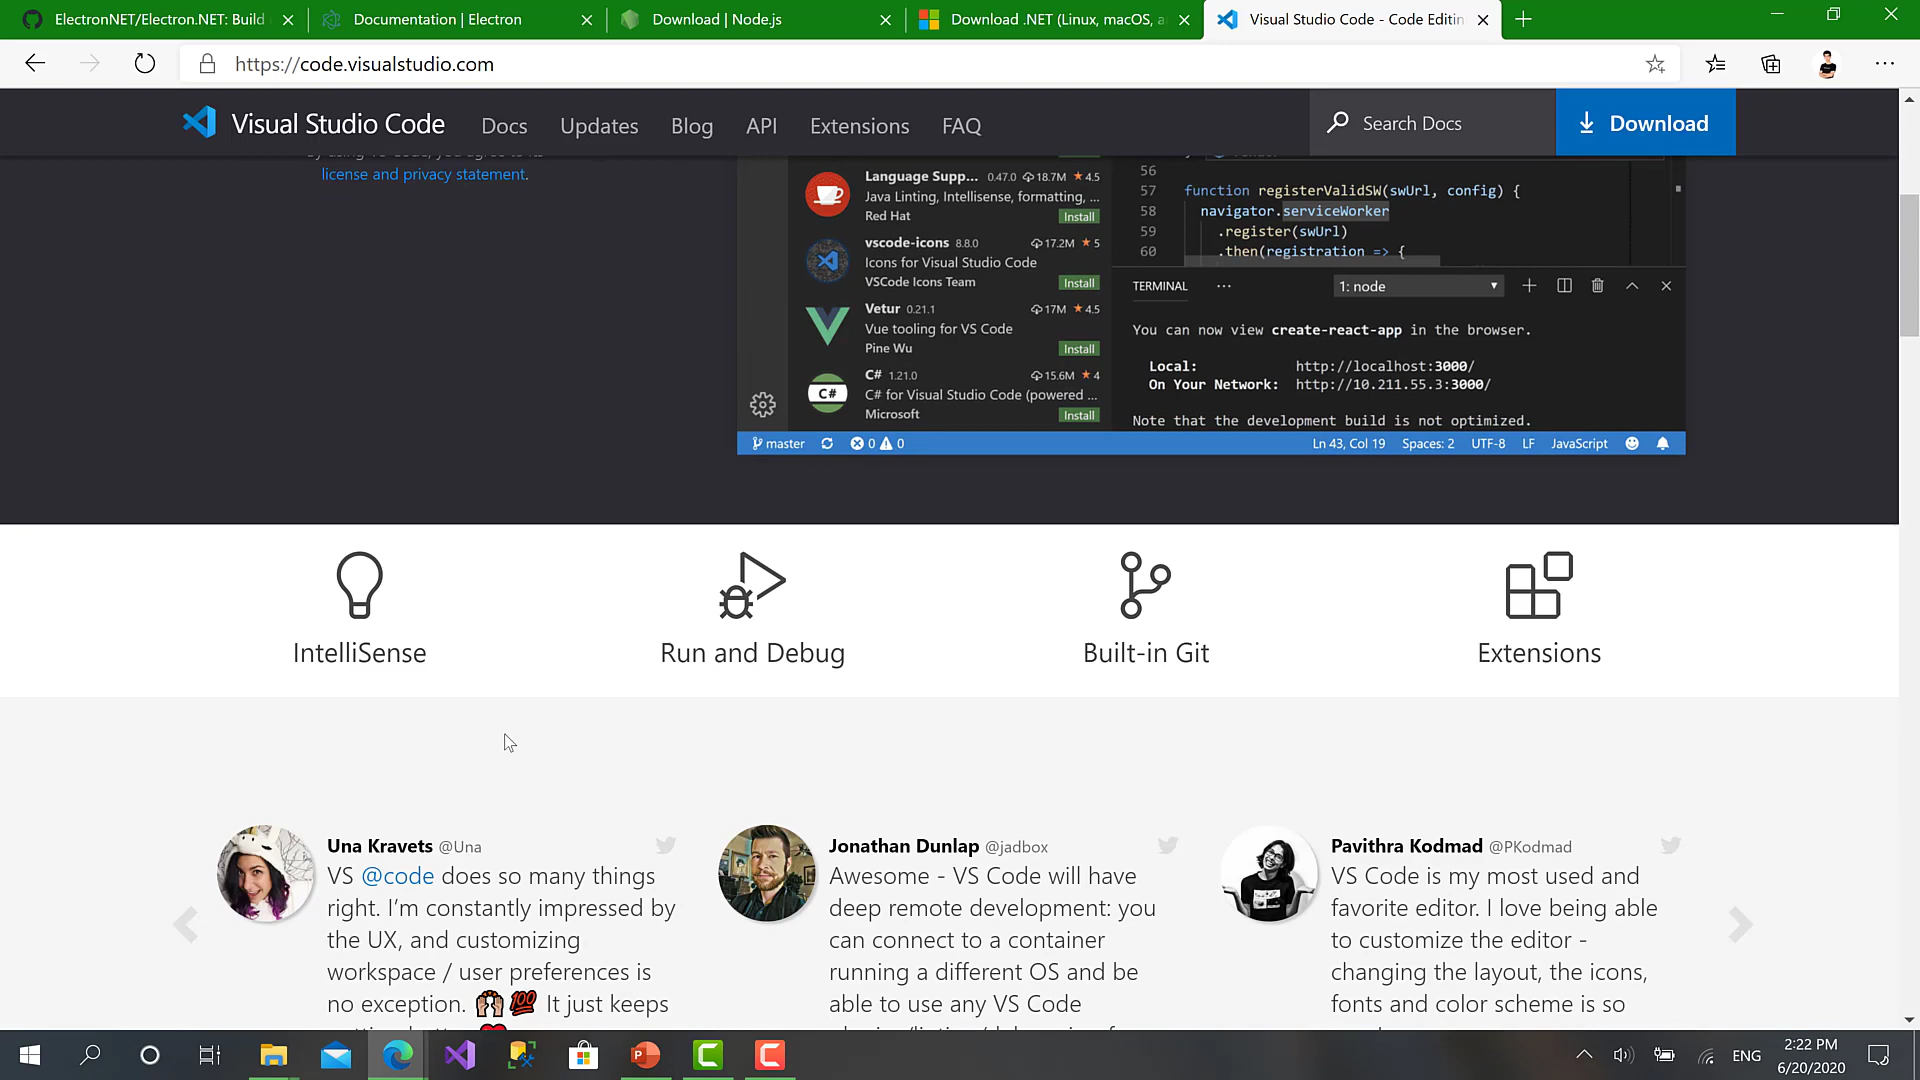 ElectronNET/Electron.NET: Build
Documentation | Electron
Download | Node.js
Download .NET (Linux, macOS, a
Visual Studio Code - Code Editin
https://code.visualstudio.com
Visual Studio Code
Docs
Updates
Blog
API
Extensions
FAQ
Search Docs
Download
license and privacy statement.
Language Supp... 0.47.0 18.7M 4.5
Java Linting, Intellisense, formatting, ...
Red Hat
Install
vscode-icons 8.8.0 17.2M 5
Icons for Visual Studio Code
VSCode Icons Team
Install
Vetur 0.21.1 17M 4.5
Vue tooling for VS Code
Pine Wu
Install
C# 1.21.0 15.6M 4
C#
C# for Visual Studio Code (powered ...
Microsoft
Install
56
57 function registerValidSW(swUrl, config) {
58 navigator.serviceWorker
59 .register(swUrl)
60 .then(registration => {
TERMINAL ... 1: node
You can now view create-react-app in the browser.
Local: http://localhost:3000/
On Your Network: http://10.211.55.3:3000/
Note that the development build is not optimized.
master 0 0
Ln 43, Col 19 Spaces: 2 UTF-8 LF JavaScript
IntelliSense
Run and Debug
Built-in Git
Extensions
Una Kravets @Una
VS @code does so many things
right. I'm constantly impressed by
the UX, and customizing
workspace / user preferences is
no exception. 🙌💯 It just keeps
Jonathan Dunlap @jadbox
Awesome - VS Code will have
deep remote development: you
can connect to a container
running a different OS and be
able to use any VS Code
Pavithra Kodmad @PKodmad
VS Code is my most used and
favorite editor. I love being able
to customize the editor -
changing the layout, the icons,
fonts and color scheme is so
ENG
2:22 PM
6/20/2020